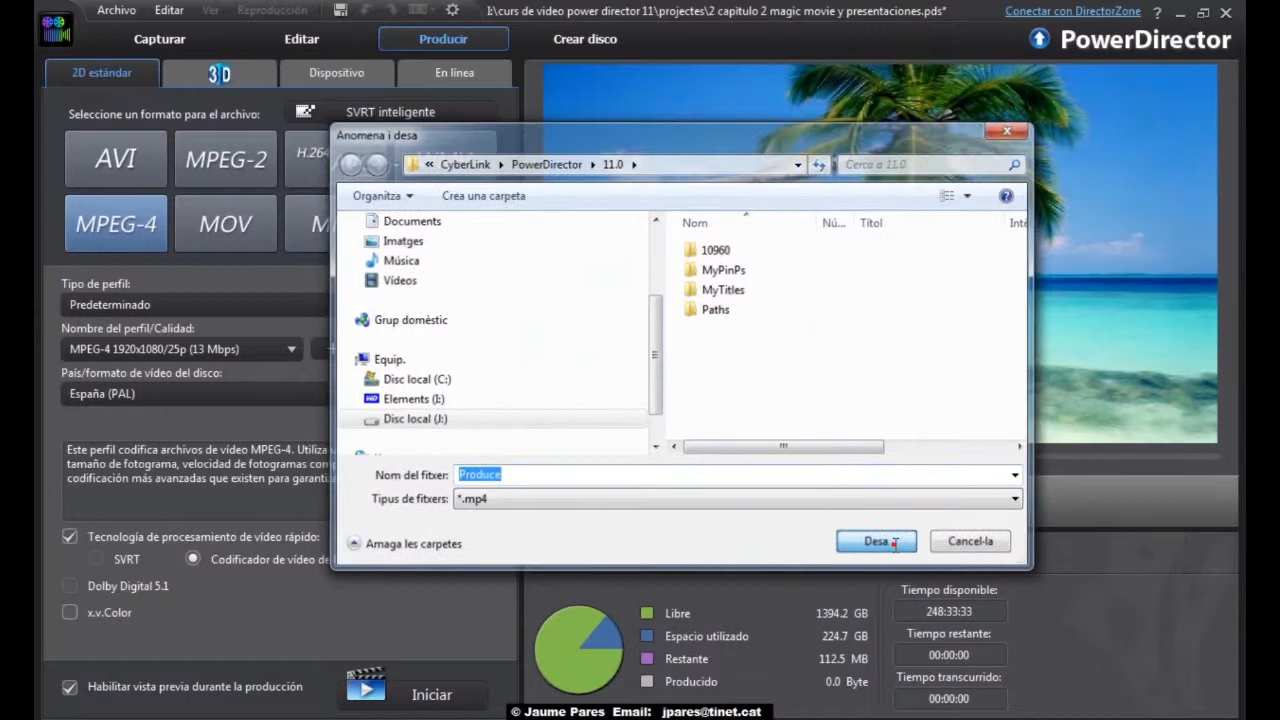 Archivo Editar Ver Reproducción I:\curs de video power director 11\projectes\2 capitulo 2 magic movie y presentaciones.pds* Conectar con DirectorZone ?
Capturar Editar Producir Crear disco PowerDirector
2D estándar 3D Dispositivo En línea
Seleccione un formato para el archivo: SVRT inteligente
AVI MPEG-2 H.264
MPEG-4 MOV
Tipo de perfil:
Predeterminado
Nombre del perfil/Calidad:
MPEG-4 1920x1080/25p (13 Mbps)
País/formato de vídeo del disco:
España (PAL)
Este perfil codifica archivos de vídeo MPEG-4. Utiliza
tamaño de fotograma, velocidad de fotogramas
codificación más avanzadas que existen para
Tecnología de procesamiento de vídeo rápido:
SVRT Codificador de vídeo de
Dolby Digital 5.1
x.v.Color
Habilitar vista previa durante la producción Iniciar
Anomena i desa
« CyberLink PowerDirector 11.0 Cerca a 11.0
Organitza Crea una carpeta
Documents
Imatges
Música
Vídeos
Grup domèstic
Equip.
Disc local (C:)
Elements (I:)
Disc local (J:)
Nom Nú... Títol Inté
10960
MyPinPs
MyTitles
Paths
Nom del fitxer: Produce
Tipus de fitxers: *.mp4
Amaga les carpetes Desa Cancel·la
Libre 1394.2 GB
Espacio utilizado 224.7 GB
Restante 112.5 MB
Producido 0.0 Byte
Tiempo disponible:
248:33:33
Tiempo restante:
00:00:00
Tiempo transcurrido:
00:00:00
© Jaume Pares Email: jpares@tinet.cat